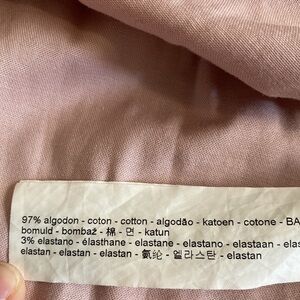 97% algodon - coton - cotton - algodão - katoen - cotone - BA
bomuld - bombaž - 棉 - 면 - katun
3% elastano - élasthane - elastane - elastano - elastaan - elas
elastan - elastan - elastan - 氨纶 - 엘라스탄 - elastan